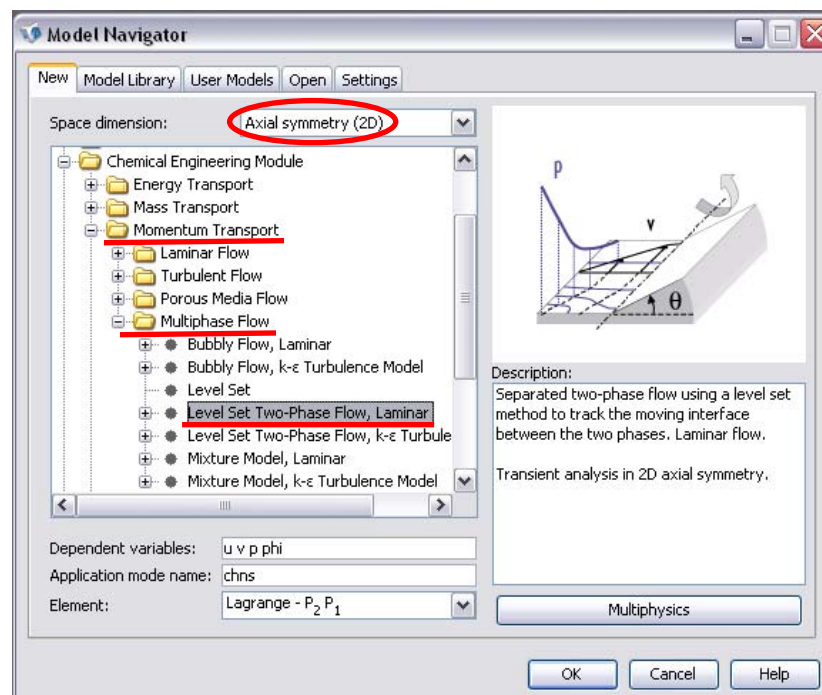 Model Navigator
New Model Library User Models Open Settings
Space dimension: Axial symmetry (2D)
Chemical Engineering Module
Energy Transport
Mass Transport
Momentum Transport
Laminar Flow
Turbulent Flow
Porous Media Flow
Multiphase Flow
Bubbly Flow, Laminar
Bubbly Flow, k-ε Turbulence Model
Level Set
Level Set Two-Phase Flow, Laminar
Level Set Two-Phase Flow, k-ε Turbule
Mixture Model, Laminar
Mixture Model, k-ε Turbulence Model
Dependent variables: u v p phi
Application mode name: chns
Element: Lagrange - P2 P1
p
v
θ
Description:
Separated two-phase flow using a level set
method to track the moving interface
between the two phases. Laminar flow.
Transient analysis in 2D axial symmetry.
Multiphysics
OK Cancel Help